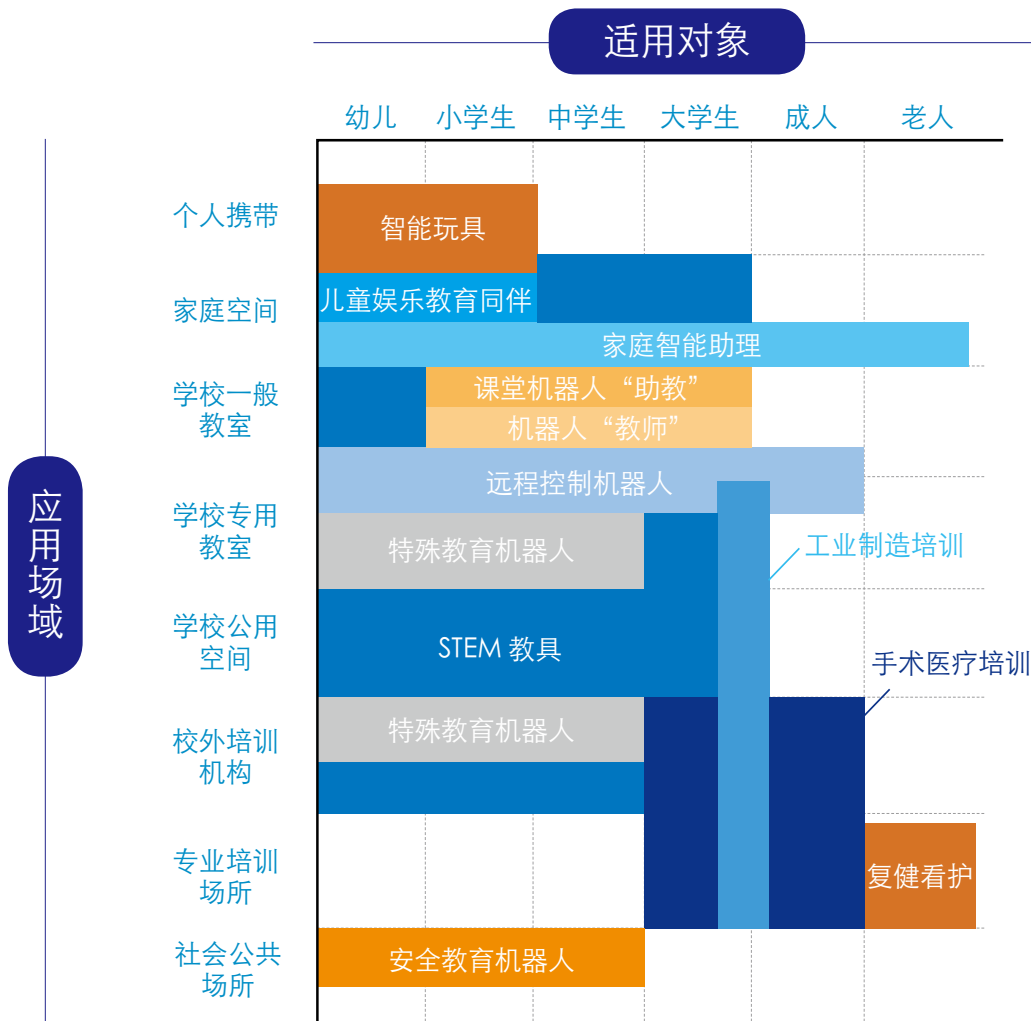 适用对象
幼儿 小学生 中学生 大学生 成人 老人
应用场域
个人携带
智能玩具
家庭空间
儿童娱乐教育同伴
家庭智能助理
学校一般
教室
课堂机器人“助教”
机器人“教师”
远程控制机器人
学校专用
教室
特殊教育机器人
工业制造培训
学校公用
空间
STEM 教具
手术医疗培训
校外培训
机构
特殊教育机器人
专业培训
场所
复健看护
社会公共
场所
安全教育机器人